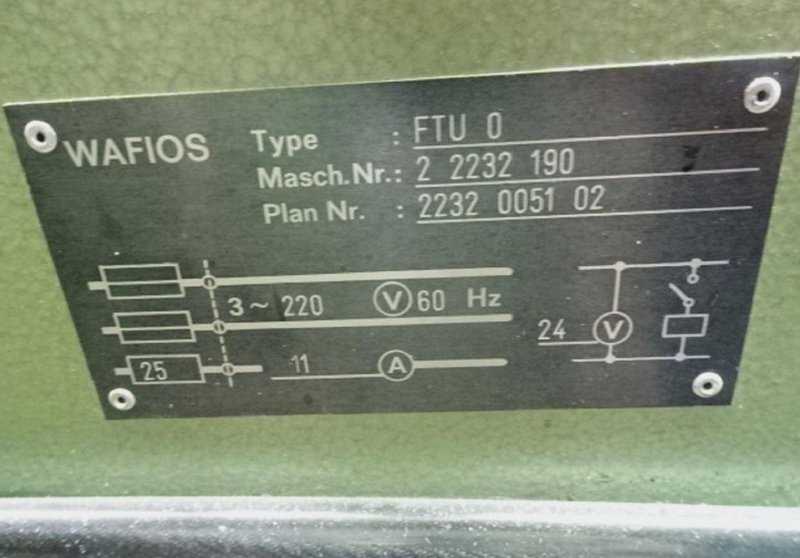 WAFIOS
Type : FTU 0
Masch.Nr.: 2 2232 190
Plan Nr. : 2232 0051 02
3 ~ 220 V 60 Hz
24 V
25 11 A